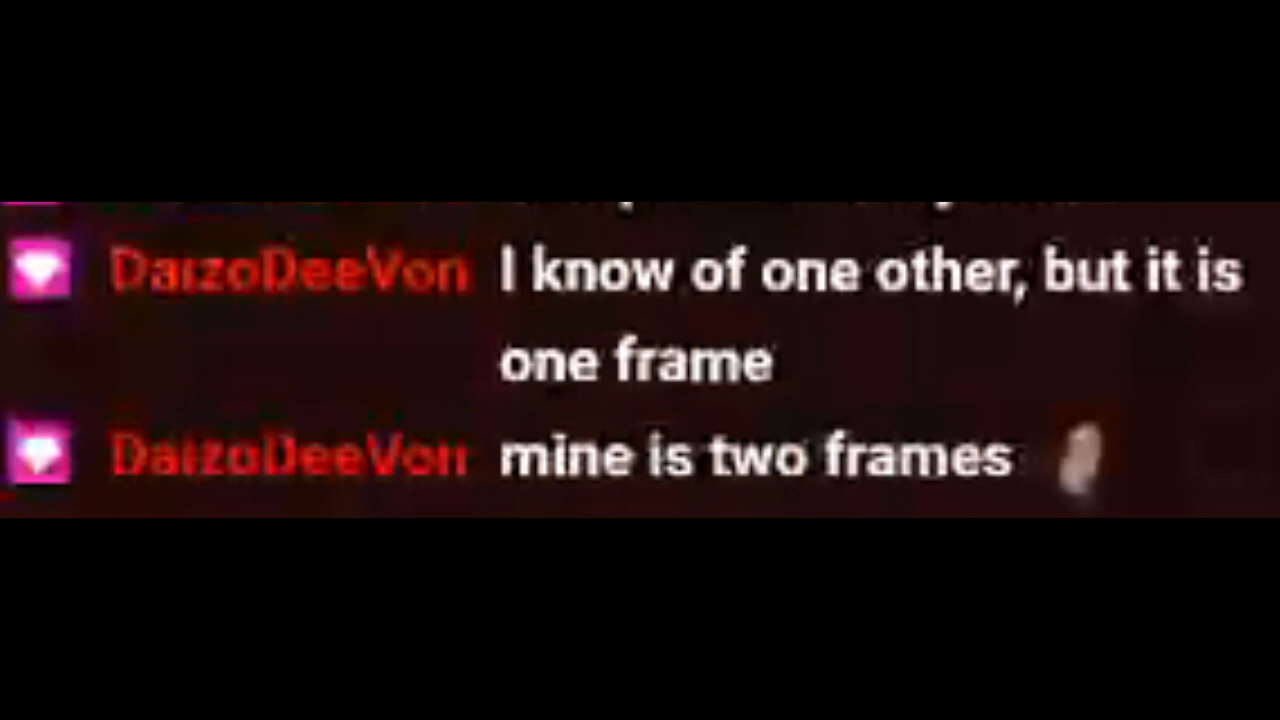 DaizoDeeVon I know of one other, but it is
one frame
DaizoDeeVon mine is two frames